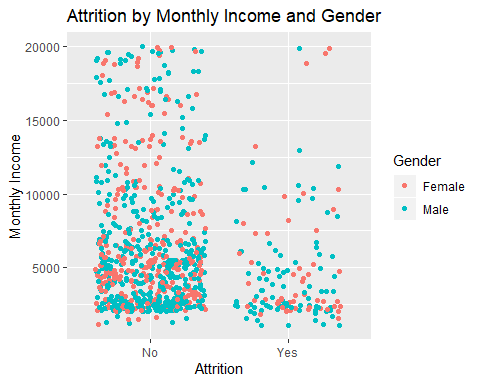 Attrition by Monthly Income and Gender
20000
15000
10000
5000
Monthly Income
No
Yes
Attrition
Gender
Female
Male